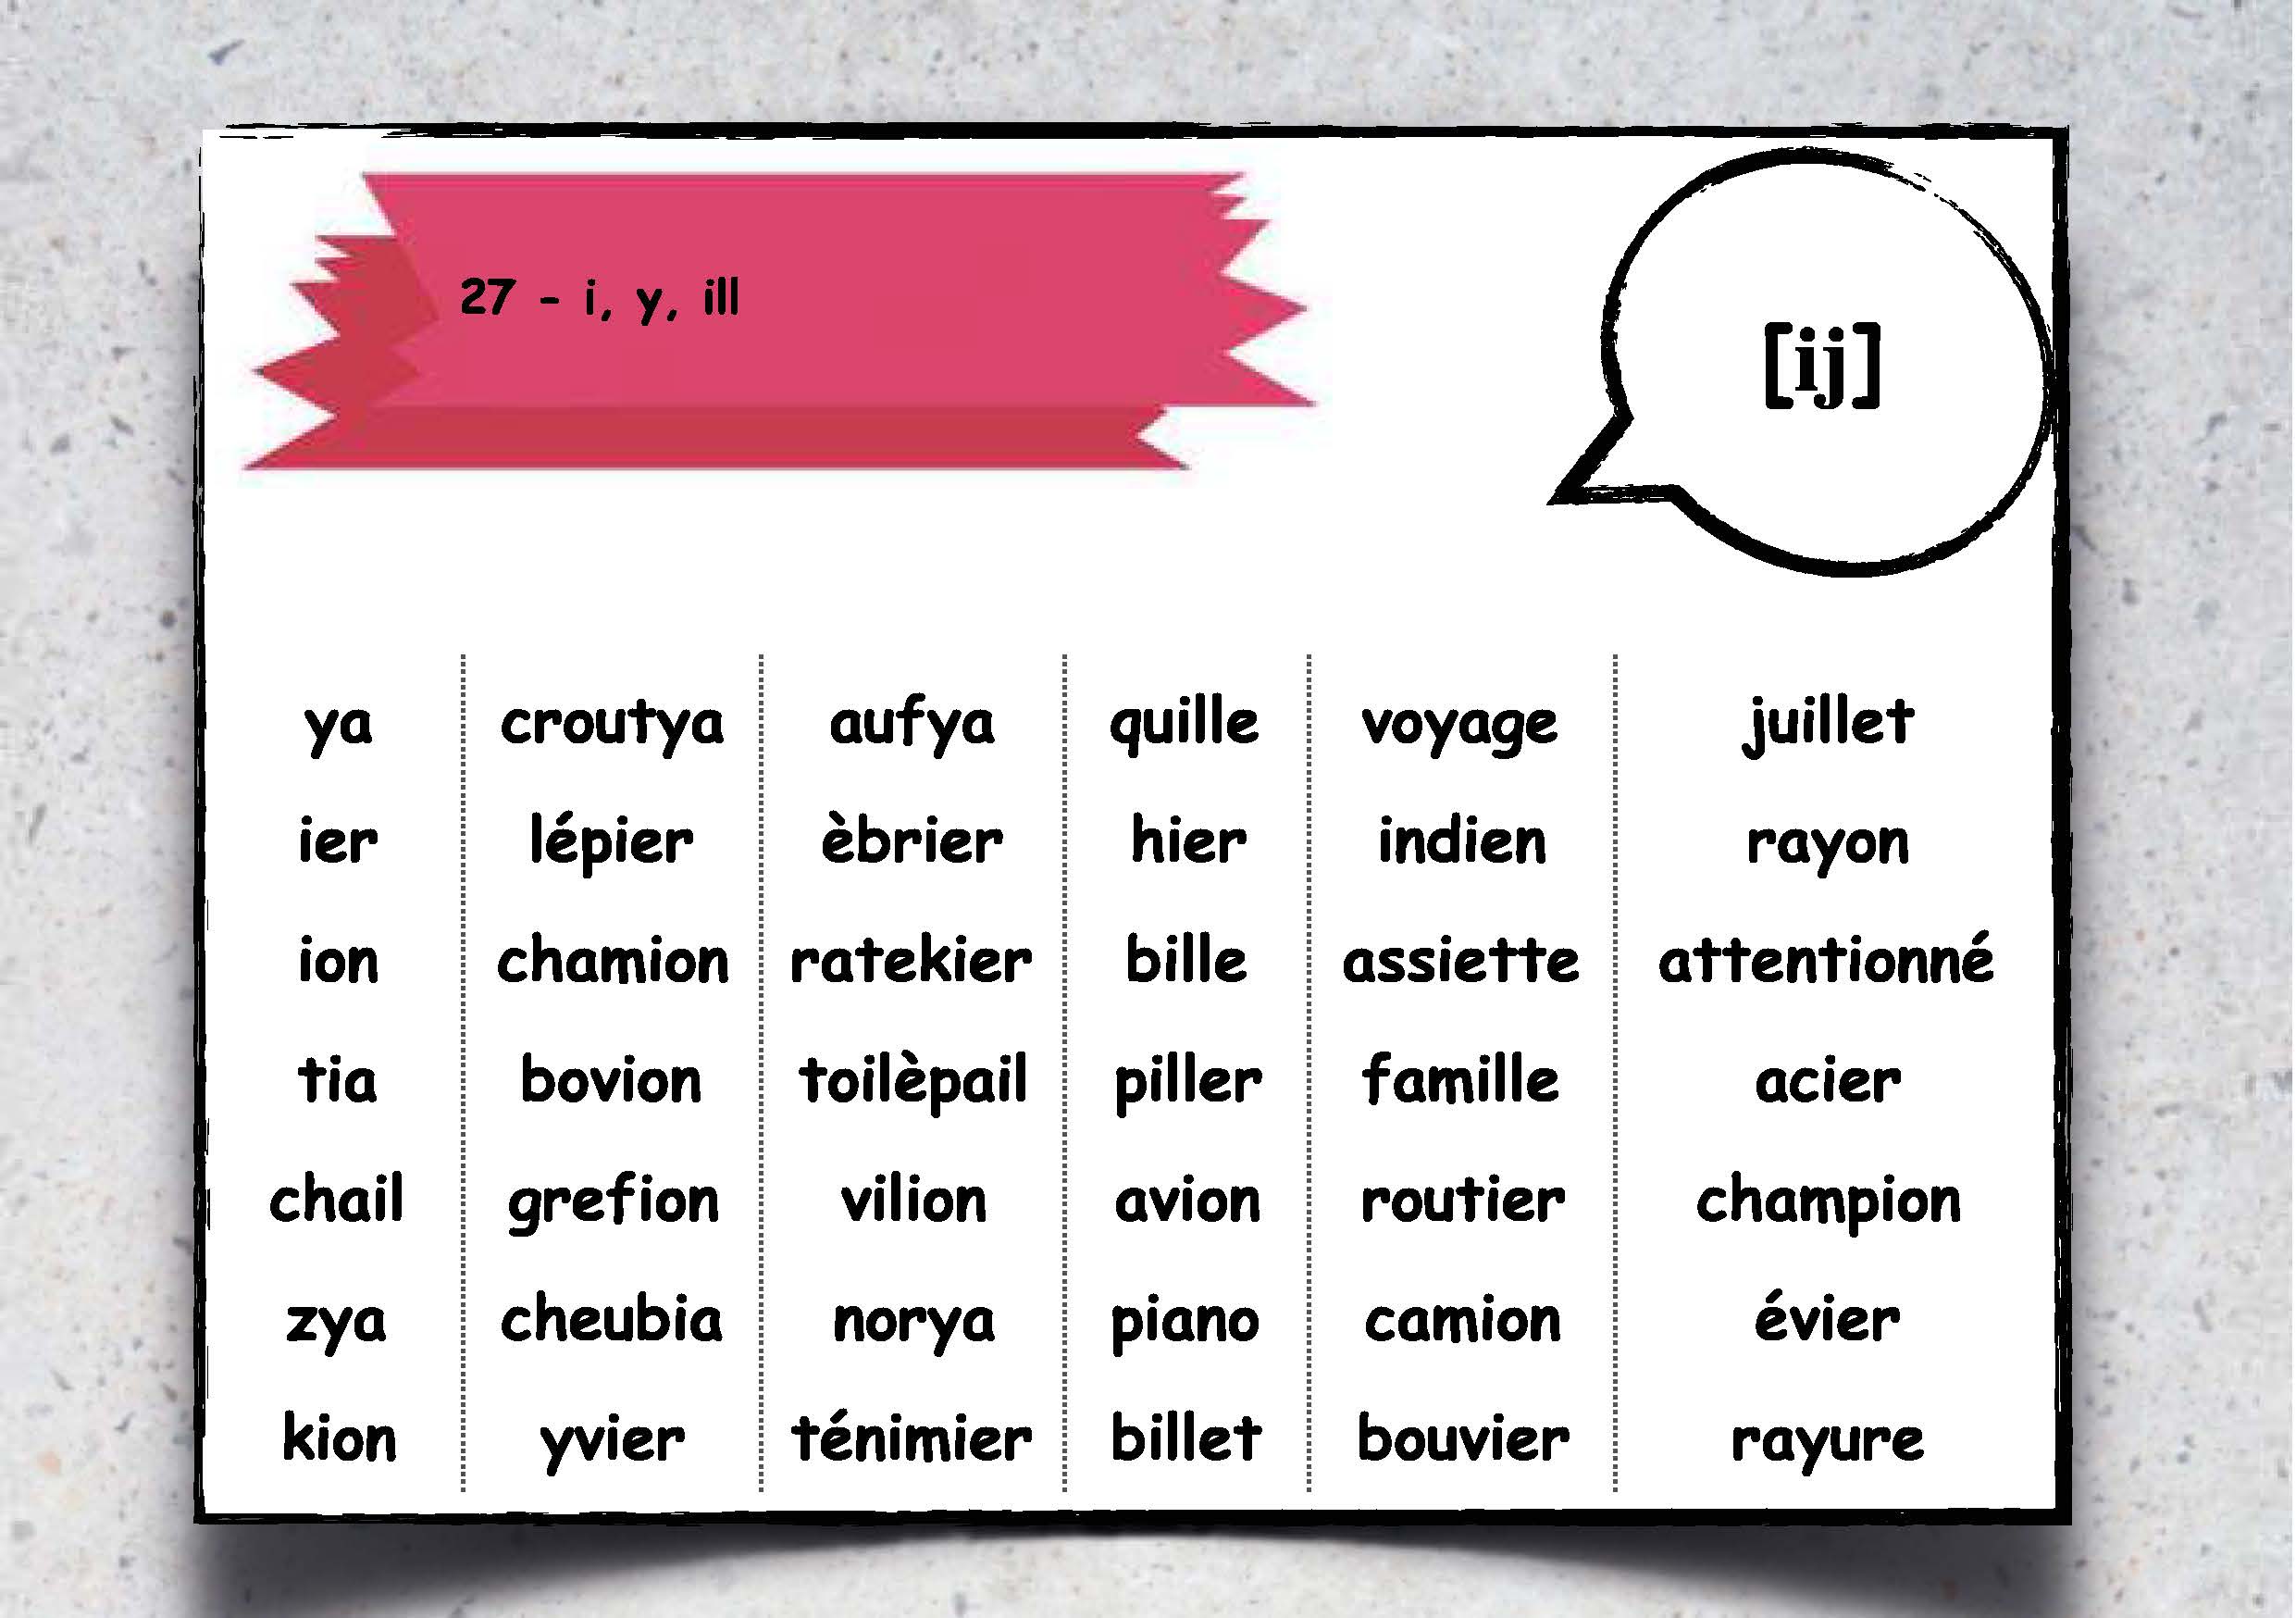 27 - i, y, ill
[ij]
ya croutya aufya quille voyage juillet
ier lépier èbrier hier indien rayon
ion chamion ratekier bille assiette attentionné
tia bovion toilèpail piller famille acier
chail grefion vilion avion routier champion
zya cheubia norya piano camion évier
kion yvier ténimier billet bouvier rayure